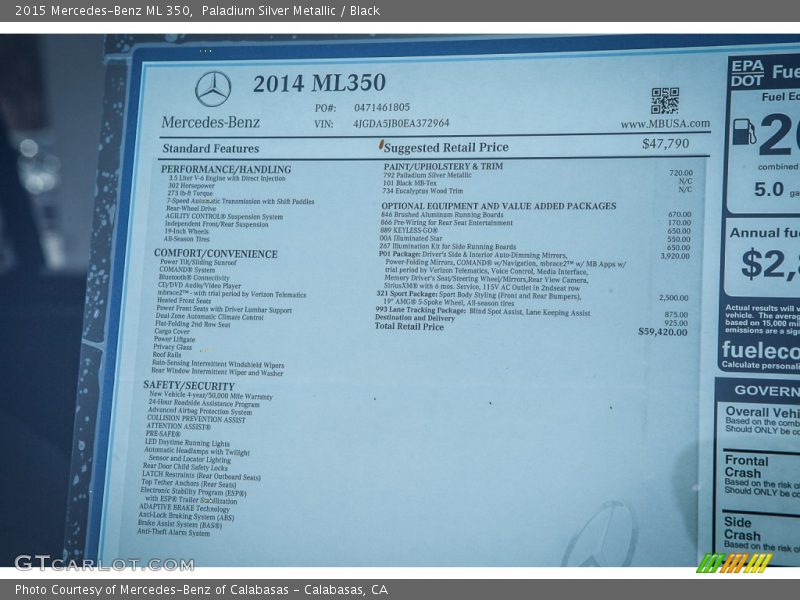 2015 Mercedes-Benz ML 350, Paladium Silver Metallic / Black
2014 ML350
Mercedes-Benz
PO#: 0471461805
VIN: 4JGDA5JB0EA372964
www.MBUSA.com
Standard Features
Suggested Retail Price $47,790
PERFORMANCE/HANDLING
3.5 Liter V-6 Engine with Direct Injection
302 Horsepower
273 lb-ft Torque
7-Speed Automatic Transmission with Shift Paddles
Rear-Wheel Drive
AGILITY CONTROL® Suspension System
Independent Front/Rear Suspension
19-Inch Wheels
All-Season Tires
COMFORT/CONVENIENCE
Power Tilt/Sliding Sunroof
COMAND® System
Bluetooth® Connectivity
CD/DVD Audio/Video Player
mbrace2™ - with trial period by Verizon Telematics
Heated Front Seats
Power Front Seats with Driver Lumbar Support
Dual Zone Automatic Climate Control
Flat-Folding 2nd Row Seat
Cargo Cover
Power Liftgate
Privacy Glass
Roof Rails
Rain-Sensing Intermittent Windshield Wipers
Rear Window Intermittent Wiper and Washer
SAFETY/SECURITY
New Vehicle 4-year/50,000 Mile Warranty
24-Hour Roadside Assistance Program
Advanced Airbag Protection System
COLLISION PREVENTION ASSIST
ATTENTION ASSIST®
PRE-SAFE®
LED Daytime Running Lights
Automatic Headlamps with Twilight
Sensor and Locator Lighting
Rear Door Child Safety Locks
LATCH Restraints (Rear Outboard Seats)
Top Tether Anchors (Rear Seats)
Electronic Stability Program (ESP®)
with ESP® Trailer Stabilization
ADAPTIVE BRAKE Technology
Anti-Lock Braking System (ABS)
Brake Assist System (BAS®)
Anti-Theft Alarm System
PAINT/UPHOLSTERY & TRIM
792 Palladium Silver Metallic 720.00
101 Black MB-Tex N/C
734 Eucalyptus Wood Trim N/C
OPTIONAL EQUIPMENT AND VALUE ADDED PACKAGES
846 Brushed Aluminum Running Boards 670.00
866 Pre-Wiring for Rear Seat Entertainment 170.00
889 KEYLESS-GO® 650.00
00A Illuminated Star 550.00
267 Illumination Kit for Side Running Boards 650.00
P01 Package: Driver's Side & Interior Auto-Dimming Mirrors, 3,920.00
Power-Folding Mirrors, COMAND® w/Navigation, mbrace2™ w/ MB Apps w/
trial period by Verizon Telematics, Voice Control, Media Interface,
Memory Driver's Seat/Steering Wheel/Mirrors,Rear View Camera,
SiriusXM® with 6 mos. Service, 115V AC Outlet in 2ndseat row
321 Sport Package: Sport Body Styling (Front and Rear Bumpers), 2,500.00
19" AMG® 5-Spoke Wheel, All-season tires
993 Lane Tracking Package: Blind Spot Assist, Lane Keeping Assist 875.00
Destination and Delivery 925.00
Total Retail Price $59,420.00
EPA
DOT
Fue
Fuel Ec
combined
5.0 ga
Annual fue
$2,
Actual results will v
vehicle. The averag
based on 15,000 mi
emissions are a sig
fueleco
Calculate personali
GOVERN
Overall Vehi
Based on the comb
Should ONLY be co
Frontal
Crash
Based on the risk o
Should ONLY be co
Side
Crash
Based on the risk o
GTCARLOT.COM
Photo Courtesy of Mercedes-Benz of Calabasas - Calabasas, CA